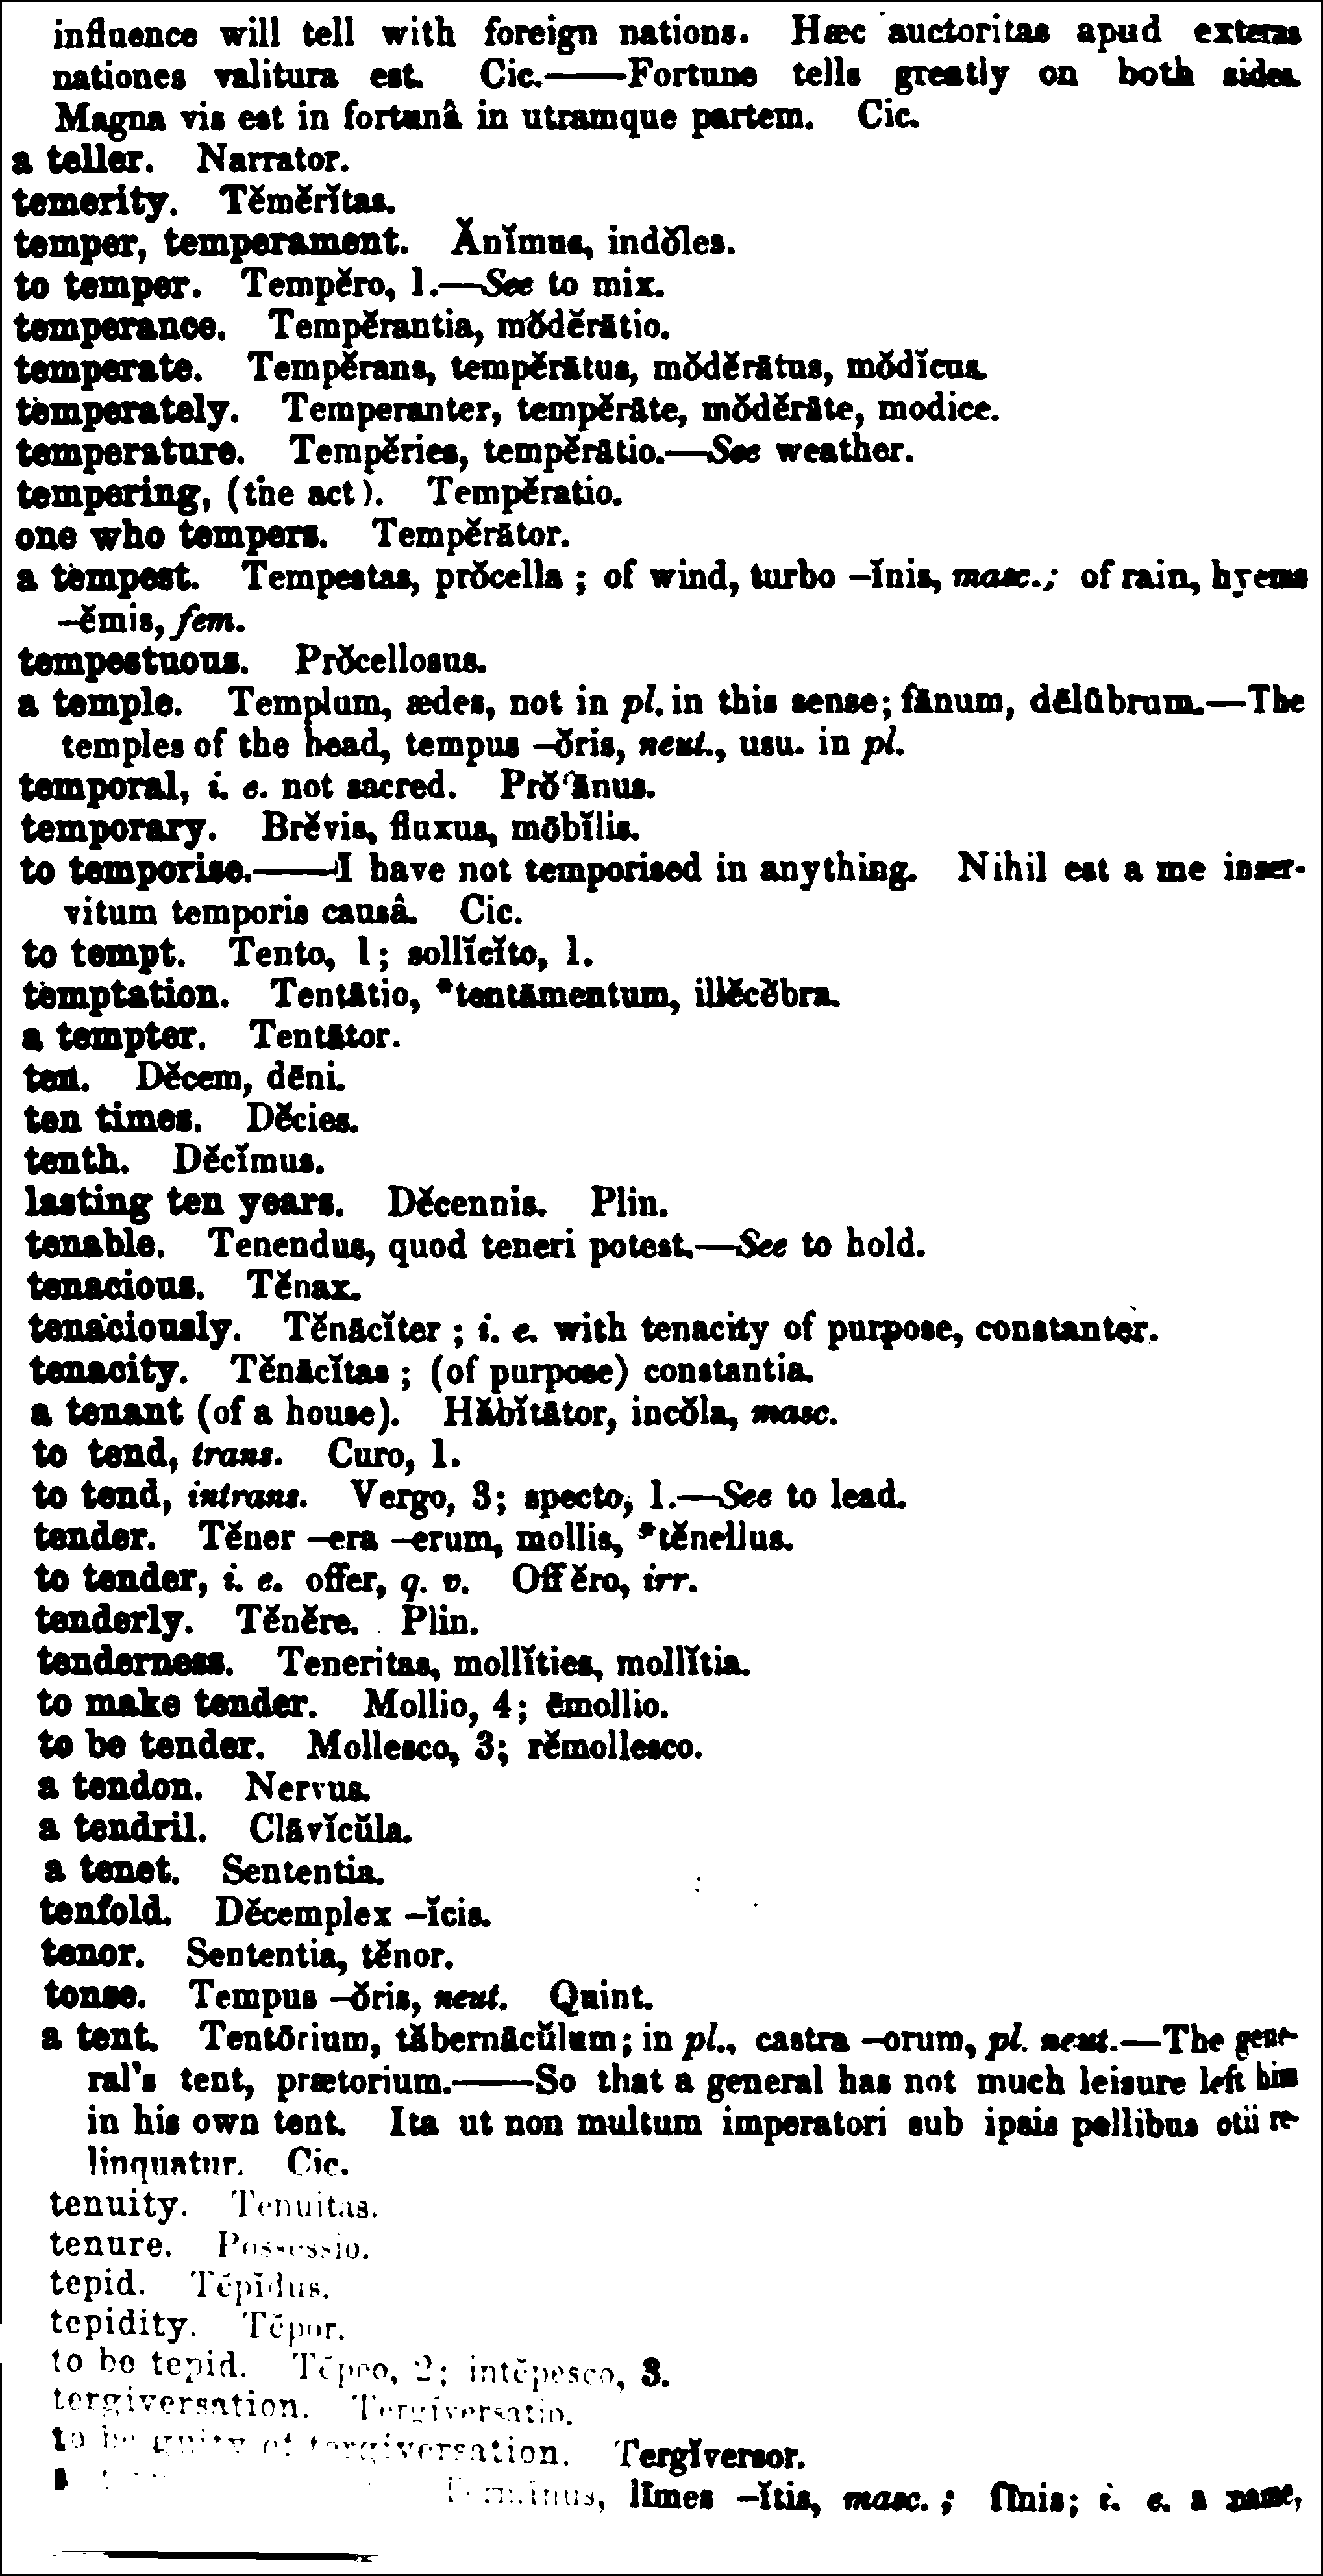 influence will tell with foreign nations. Hæc auctoritas apud exteras
nationes valitura est. Cic.——Fortune tells greatly on both sides.
Magna vis est in fortunâ in utramque partem. Cic.
a teller. Narrator.
temerity. Tĕmĕrĭtas.
temper, temperament. Ănĭmus, indŏles.
to temper. Tempĕro, 1.—See to mix.
temperance. Tempĕrantia, mŏdĕrātio.
temperate. Tempĕrans, tempĕrātus, mŏdĕrātus, mŏdĭcus.
temperately. Temperanter, tempĕrāte, mŏdĕrāte, modice.
temperature. Tempĕries, tempĕrātio.—See weather.
tempering, (the act). Tempĕratio.
one who tempers. Tempĕrātor.
a tempest. Tempestas, prŏcella; of wind, turbo –ĭnis, masc.; of rain, hyems
–ĕmis, fem.
tempestuous. Prŏcellosus.
a temple. Templum, ædes, not in pl. in this sense; fānum, dēlūbrum.—The
temples of the head, tempus –ŏris, neut., usu. in pl.
temporal, i. e. not sacred. Prŏfānus.
temporary. Brĕvis, fluxus, mōbĭlis.
to temporise.——I have not temporised in anything. Nihil est a me inser-
vitum temporis causâ. Cic.
to tempt. Tento, 1; sollĭcĭto, 1.
temptation. Tentātio, *tentāmentum, illĕcĕbra.
a tempter. Tentātor.
ten. Dĕcem, dēni.
ten times. Dĕcies.
tenth. Dĕcĭmus.
lasting ten years. Dĕcennis. Plin.
tenable. Tenendus, quod teneri potest.—See to hold.
tenacious. Tĕnax.
tenaciously. Tĕnācĭter; i. e. with tenacity of purpose, constanter.
tenacity. Tĕnācĭtas; (of purpose) constantia.
a tenant (of a house). Hăbĭtātor, incŏla, masc.
to tend, trans. Curo, 1.
to tend, intrans. Vergo, 3; specto, 1.—See to lead.
tender. Tĕner –era –erum, mollis, *tĕnellus.
to tender, i. e. offer, q. v. Offĕro, irr.
tenderly. Tĕnĕre. Plin.
tenderness. Teneritas, mollĭties, mollĭtia.
to make tender. Mollio, 4; ēmollio.
to be tender. Mollesco, 3; rĕmollesco.
a tendon. Nervus.
a tendril. Clāvĭcŭla.
a tenet. Sententia.
tenfold. Dĕcemplex –ĭcis.
tenor. Sententia, tĕnor.
tense. Tempus –ŏris, neut. Quint.
a tent. Tentōrium, tăbernācŭlum; in pl., castra –orum, pl. neut.—The gene-
ral's tent, prætorium.——So that a general has not much leisure left him
in his own tent. Ita ut non multum imperatori sub ipsis pellibus otii re-
linquatur. Cic.
tenuity. Tenuitas.
tenure. Possessio.
tepid. Tĕpĭdus.
tepidity. Tĕpor.
to be tepid. Tĕpeo, 2; intĕpesco, 3.
tergiversation. Tergĭversatio.
to be guilty of tergiversation. Tergĭversor.
a Termĭnus, līmes –ĭtis, masc.; fīnis; i. e. a name,